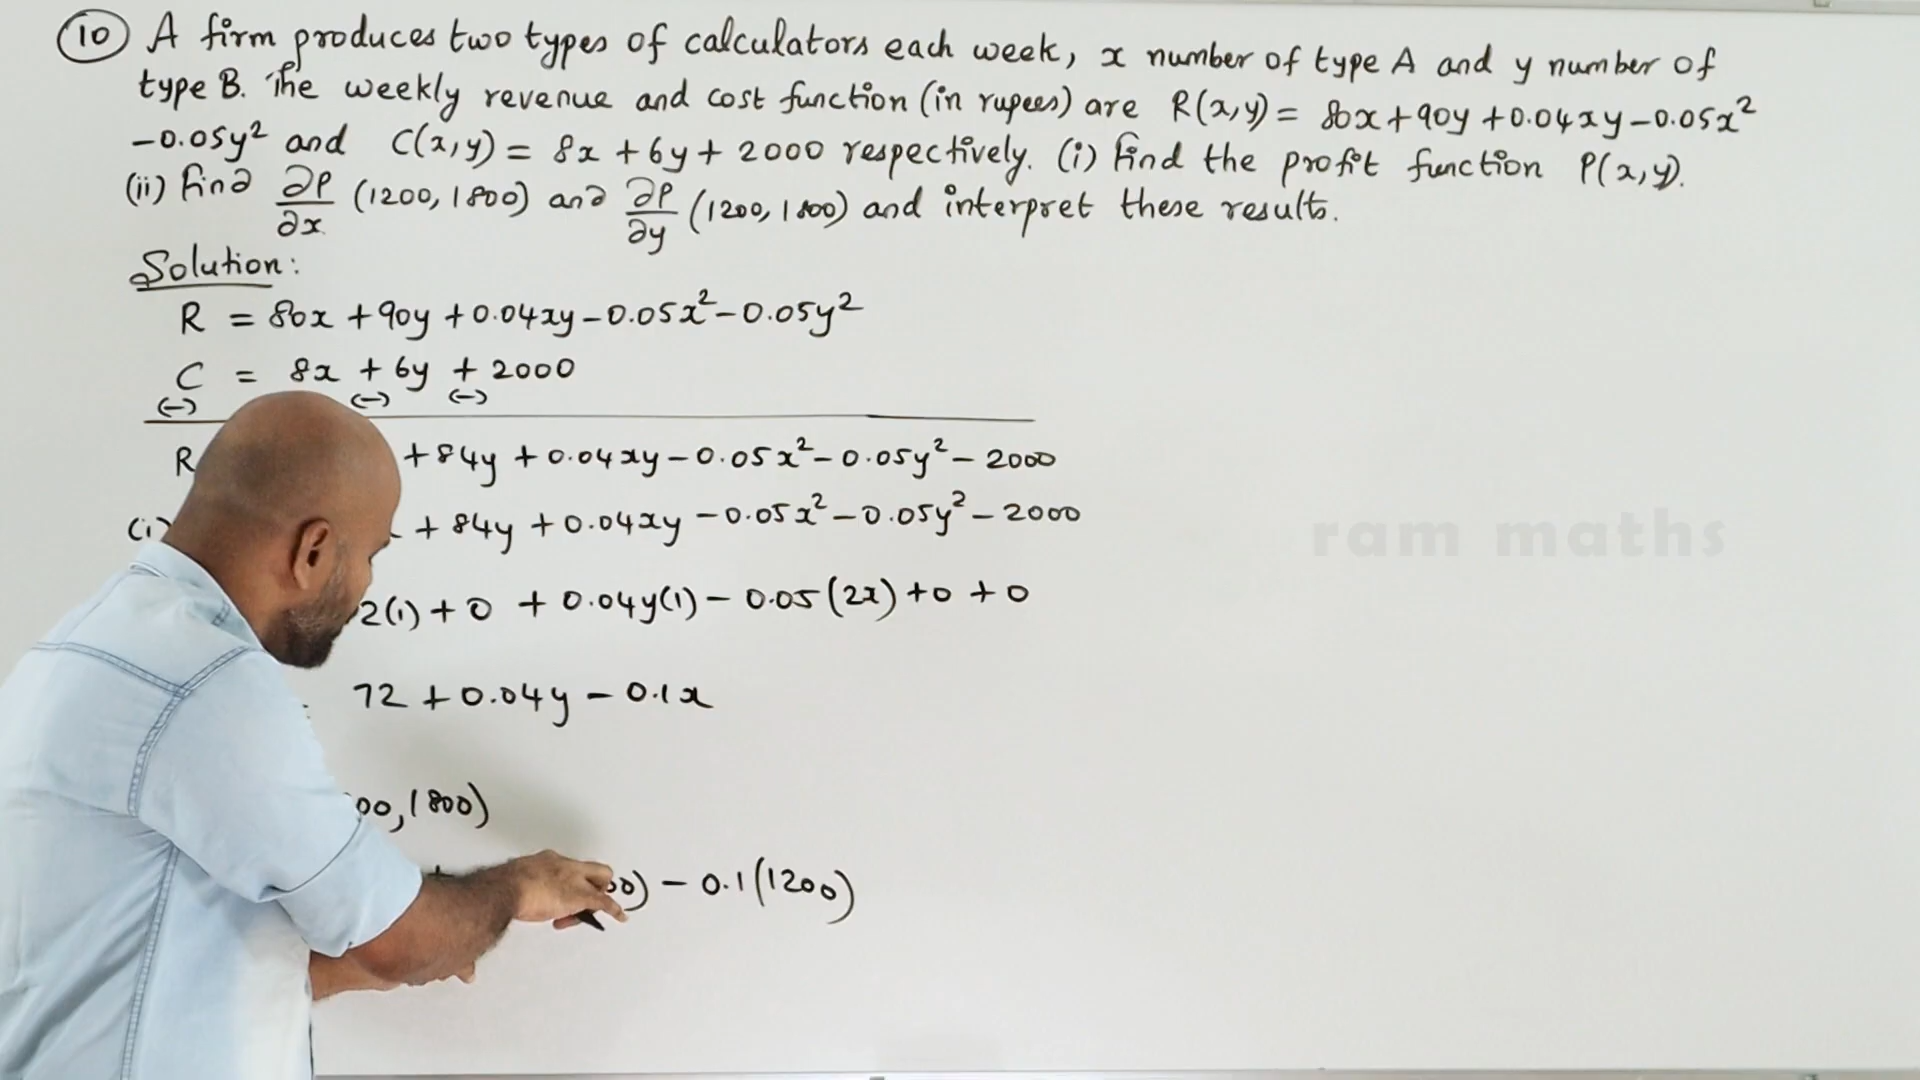 10 A firm produces two types of calculators each week, x number of type A and y number of
type B. The weekly revenue and cost function (in rupees) are R(x,y) = 80x+90y+0.04xy-0.05x²
-0.05y² and C(x,y) = 8x+6y+2000 respectively. (i) Find the profit function P(x,y).
(ii) Find ∂P/∂x (1200, 1800) and ∂P/∂y (1200, 1800) and interpret these results.
Solution:
R = 80x+90y+0.04xy-0.05x²-0.05y²
C = 8x + 6y + 2000
(-) (-) (-)
R +84y+0.04xy-0.05x²-0.05y²-2000
(i) +84y+0.04xy-0.05x²-0.05y²-2000
2(1)+0 + 0.04y(1) - 0.05(2x)+0+0
72+0.04y-0.1x
00,1800)
00) - 0.1(1200)
ram maths